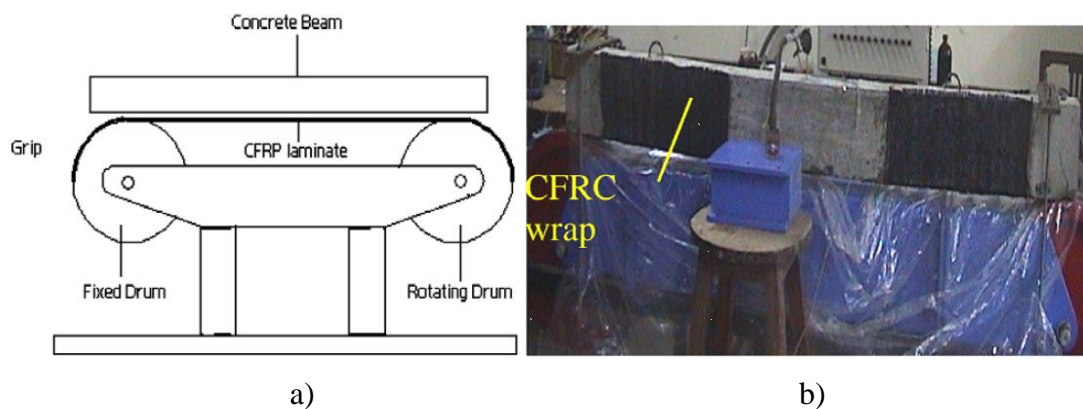 Concrete Beam
Grip
CFRP laminate
Fixed Drum
Rotating Drum
CFRC
wrap
a)
b)